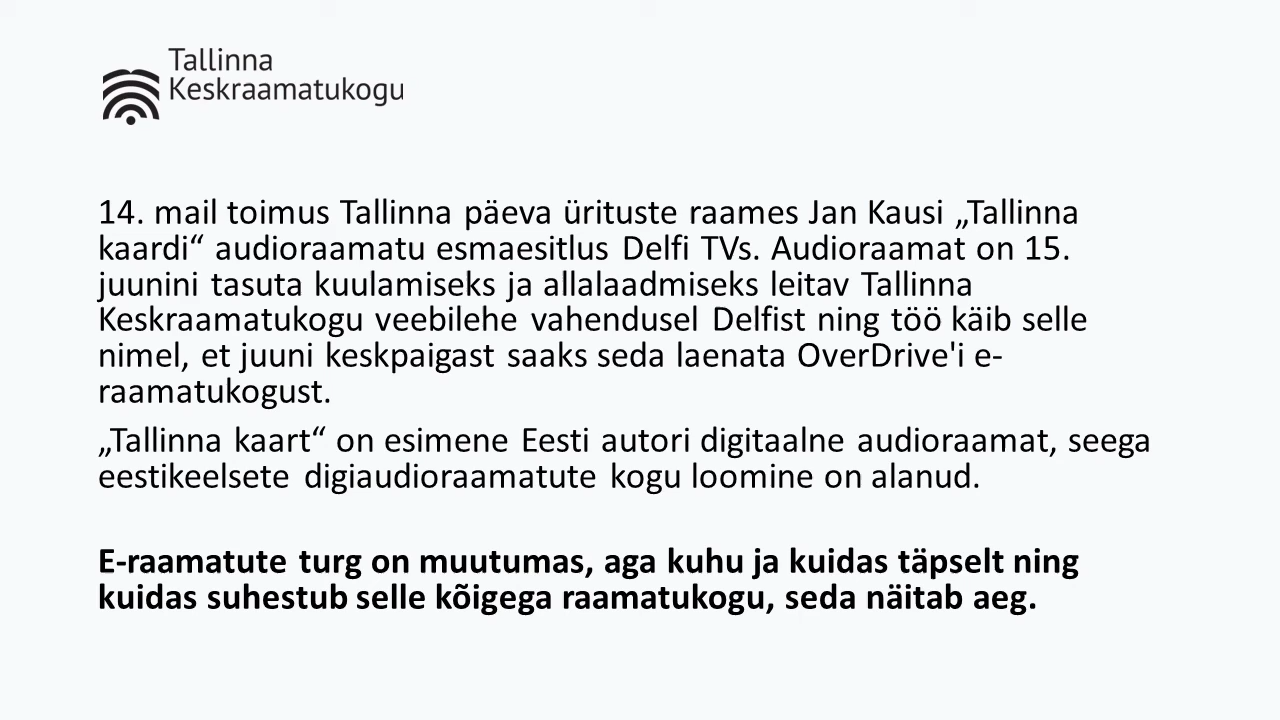 Tallinna
Keskraamatukogu
14. mail toimus Tallinna päeva ürituste raames Jan Kausi „Tallinna
kaardi“ audioraamatu esmaesitlus Delfi TVs. Audioraamat on 15.
juunini tasuta kuulamiseks ja allalaadmiseks leitav Tallinna
Keskraamatukogu veebilehe vahendusel Delfist ning töö käib selle
nimel, et juuni keskpaigast saaks seda laenata OverDrive'i e-
raamatukogust.
„Tallinna kaart“ on esimene Eesti autori digitaalne audioraamat, seega
eestikeelsete digiaudioraamatute kogu loomine on alanud.
E-raamatute turg on muutumas, aga kuhu ja kuidas täpselt ning
kuidas suhestub selle kõigega raamatukogu, seda näitab aeg.